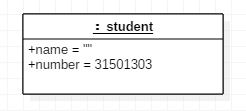 : student
+name = ""
+number = 31501303